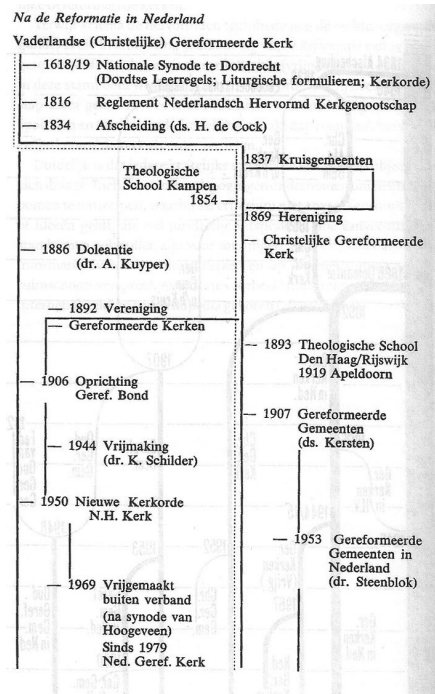 Na de Reformatie in Nederland
Vaderlandse (Christelijke) Gereformeerde Kerk
1618/19 Nationale Synode te Dordrecht
(Dordtse Leerregels; Liturgische formulieren; Kerkorde)
1816 Reglement Nederlandsch Hervormd Kerkgenootschap
1834 Afscheiding (ds. H. de Cock)
1837 Kruisgemeenten
Theologische
School Kampen
1854
1869 Hereniging
Christelijke Gereformeerde
Kerk
1886 Doleantie
(dr. A. Kuyper)
1892 Vereniging
Gereformeerde Kerken
1893 Theologische School
Den Haag/Rijswijk
1919 Apeldoorn
1906 Oprichting
Geref. Bond
1907 Gereformeerde
Gemeenten
(ds. Kersten)
1944 Vrijmaking
(dr. K. Schilder)
1950 Nieuwe Kerkorde
N.H. Kerk
1953 Gereformeerde
Gemeenten in
Nederland
(dr. Steenblok)
1969 Vrijgemaakt
buiten verband
(na synode van
Hoogeveen)
Sinds 1979
Ned. Geref. Kerk